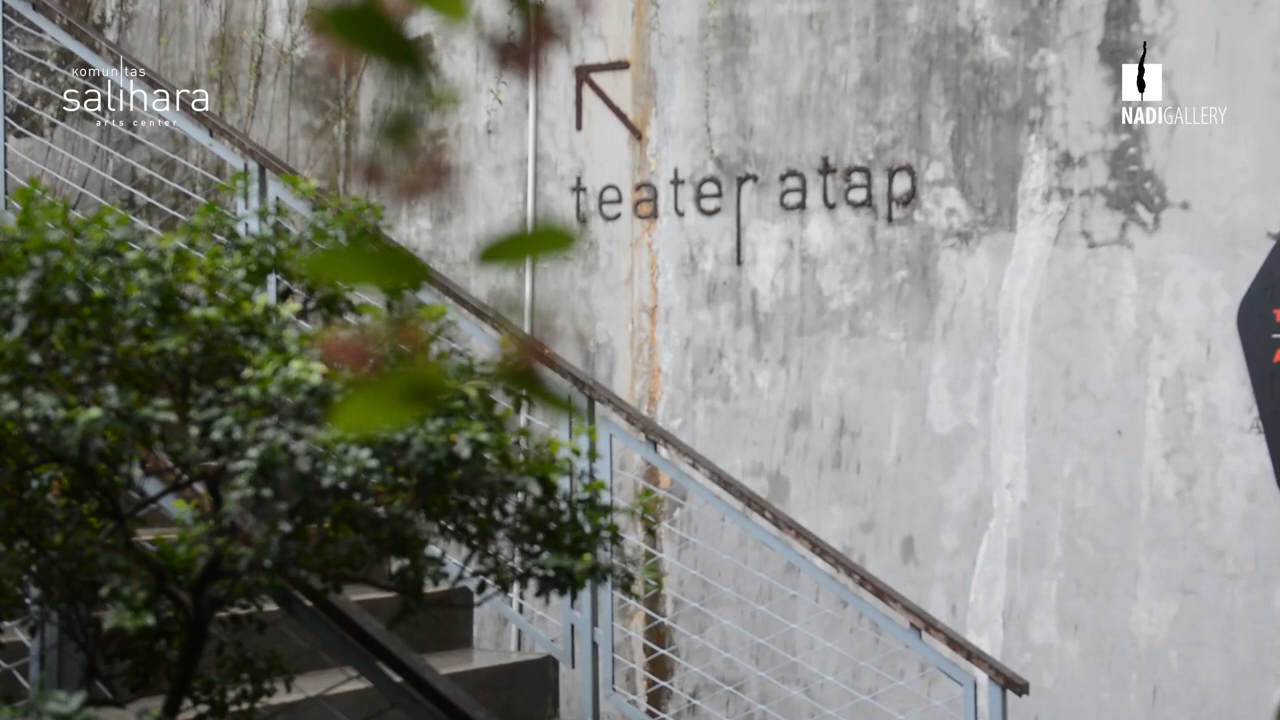 komunitas
salihara
arts center
NADIGALLERY
teater atap